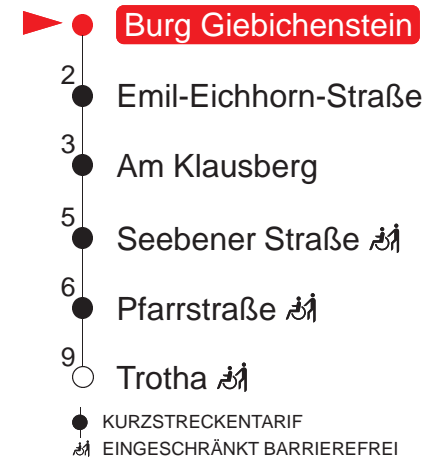 Burg Giebichenstein
2 Emil-Eichhorn-Straße
3 Am Klausberg
5 Seebener Straße
6 Pfarrstraße
9 Trotha
KURZSTRECKENTARIF
EINGESCHRÄNKT BARRIEREFREI